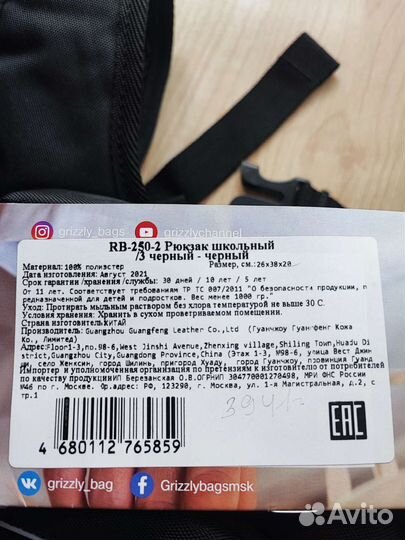 grizzly_bags grizzlychannel
RB-250-2 Рюкзак школьный
/3 черный - черный
Материал: 100% полиэстер Размер, см.:26x38x20
Дата изготовления: Август 2021
Срок гарантии /хранения /службы: 30 дней / 10 лет / 5 лет
От 11 лет. Соответствует требованиям ТР ТС 007/2011 "О безопасности продукции, п
редназначенной для детей и подростков. Вес менее 1000 гр."
Уход: Протирать мыльным раствором без хлора температурой не выше 30 С.
Условия хранения: Хранить в сухом проветриваемом помещении.
Страна изготовитель:КИТАЙ
Производитель: Guangzhou Guangfeng Leather Co.,Ltd (Гуанчжоу Гуангфенг Кожа
Ко., Лимитед)
Адрес:Floor1-3,no.98-6,West Jinshi Avenue,Zhenxing village,Shiling Town,Huadu Di
strict,Guangzhou City,Guangdong Province,China (Этаж 1-3, №98-6, улица Вест Джин
ши, село Женксин, город Шилинь, район Хуаду, город Гуанчжоу, провинция Гуанд
Импортер и уполномоченная организация по претензиям к изготовителю от потребителей
по качеству продукции:ИП Березанская О.В.ОГРНИП 304770001270498, МРИ ФНС России
№46 по г. Москве. Юр.адрес: РФ, 123290, г. Москва, ул. 1-я Магистральная, д.2, с
тр.1
3941-
4 680112 765859
EAC
grizzly_bag Grizzlybagsmsk
Avito